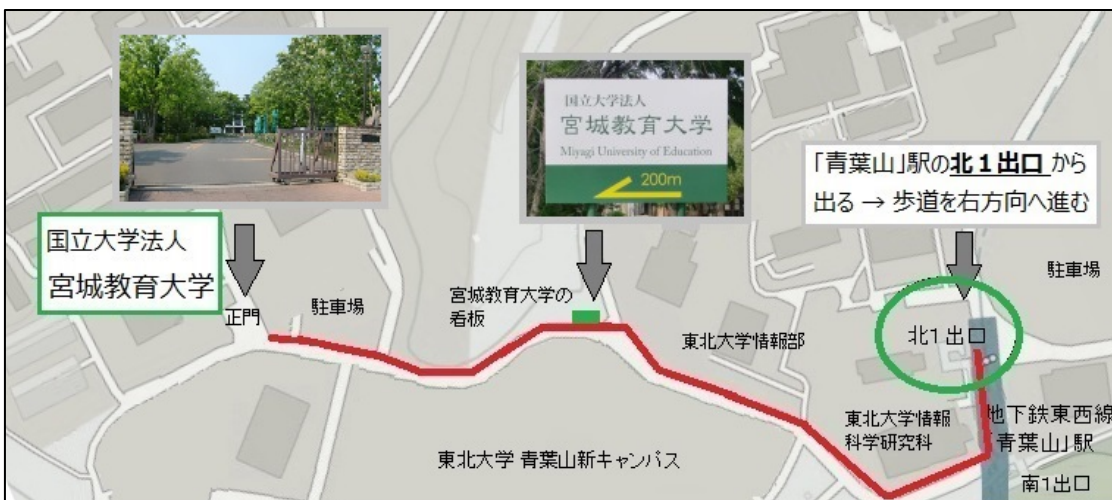 国立大学法人
宮城教育大学
Miyagi University of Education
200m
「青葉山」駅の北１出口 から
出る → 歩道を右方向へ進む
国立大学法人
宮城教育大学
正門
駐車場
宮城教育大学の
看板
東北大学情報部
駐車場
北1出口
東北大学情報
科学研究科
地下鉄東西線
「青葉山」駅
東北大学 青葉山新キャンパス
南1出口